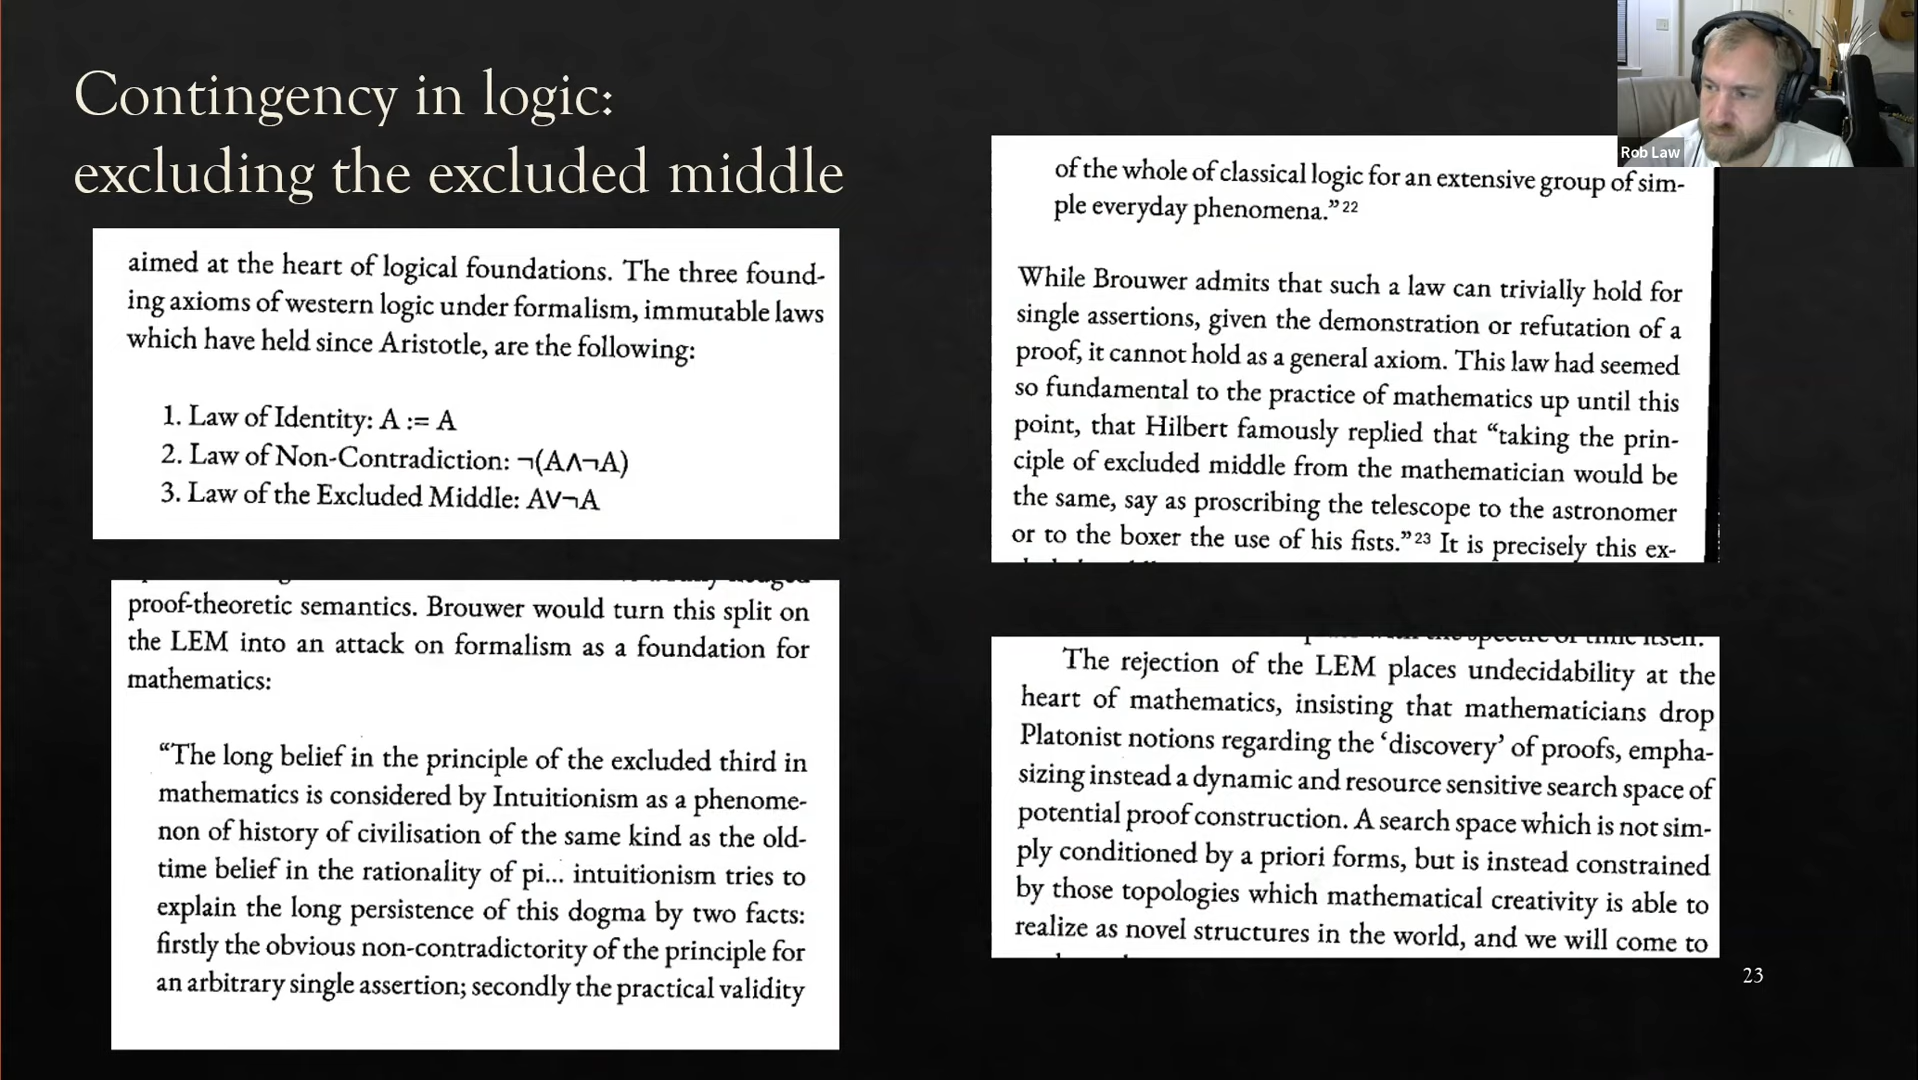 Contingency in logic:
excluding the excluded middle
aimed at the heart of logical foundations. The three found-
ing axioms of western logic under formalism, immutable laws
which have held since Aristotle, are the following:
1. Law of Identity: A := A
2. Law of Non-Contradiction: ¬(A∧¬A)
3. Law of the Excluded Middle: A∨¬A
proof-theoretic semantics. Brouwer would turn this split on
the LEM into an attack on formalism as a foundation for
mathematics:
“The long belief in the principle of the excluded third in
mathematics is considered by Intuitionism as a phenome-
non of history of civilisation of the same kind as the old-
time belief in the rationality of pi... intuitionism tries to
explain the long persistence of this dogma by two facts:
firstly the obvious non-contradictority of the principle for
an arbitrary single assertion; secondly the practical validity
of the whole of classical logic for an extensive group of sim-
ple everyday phenomena.”22
While Brouwer admits that such a law can trivially hold for
single assertions, given the demonstration or refutation of a
proof, it cannot hold as a general axiom. This law had seemed
so fundamental to the practice of mathematics up until this
point, that Hilbert famously replied that “taking the prin-
ciple of excluded middle from the mathematician would be
the same, say as proscribing the telescope to the astronomer
or to the boxer the use of his fists.”23 It is precisely this ex-
the spectre of time itself.
The rejection of the LEM places undecidability at the
heart of mathematics, insisting that mathematicians drop
Platonist notions regarding the ‘discovery’ of proofs, empha-
sizing instead a dynamic and resource sensitive search space of
potential proof construction. A search space which is not sim-
ply conditioned by a priori forms, but is instead constrained
by those topologies which mathematical creativity is able to
realize as novel structures in the world, and we will come to
23
Rob Law